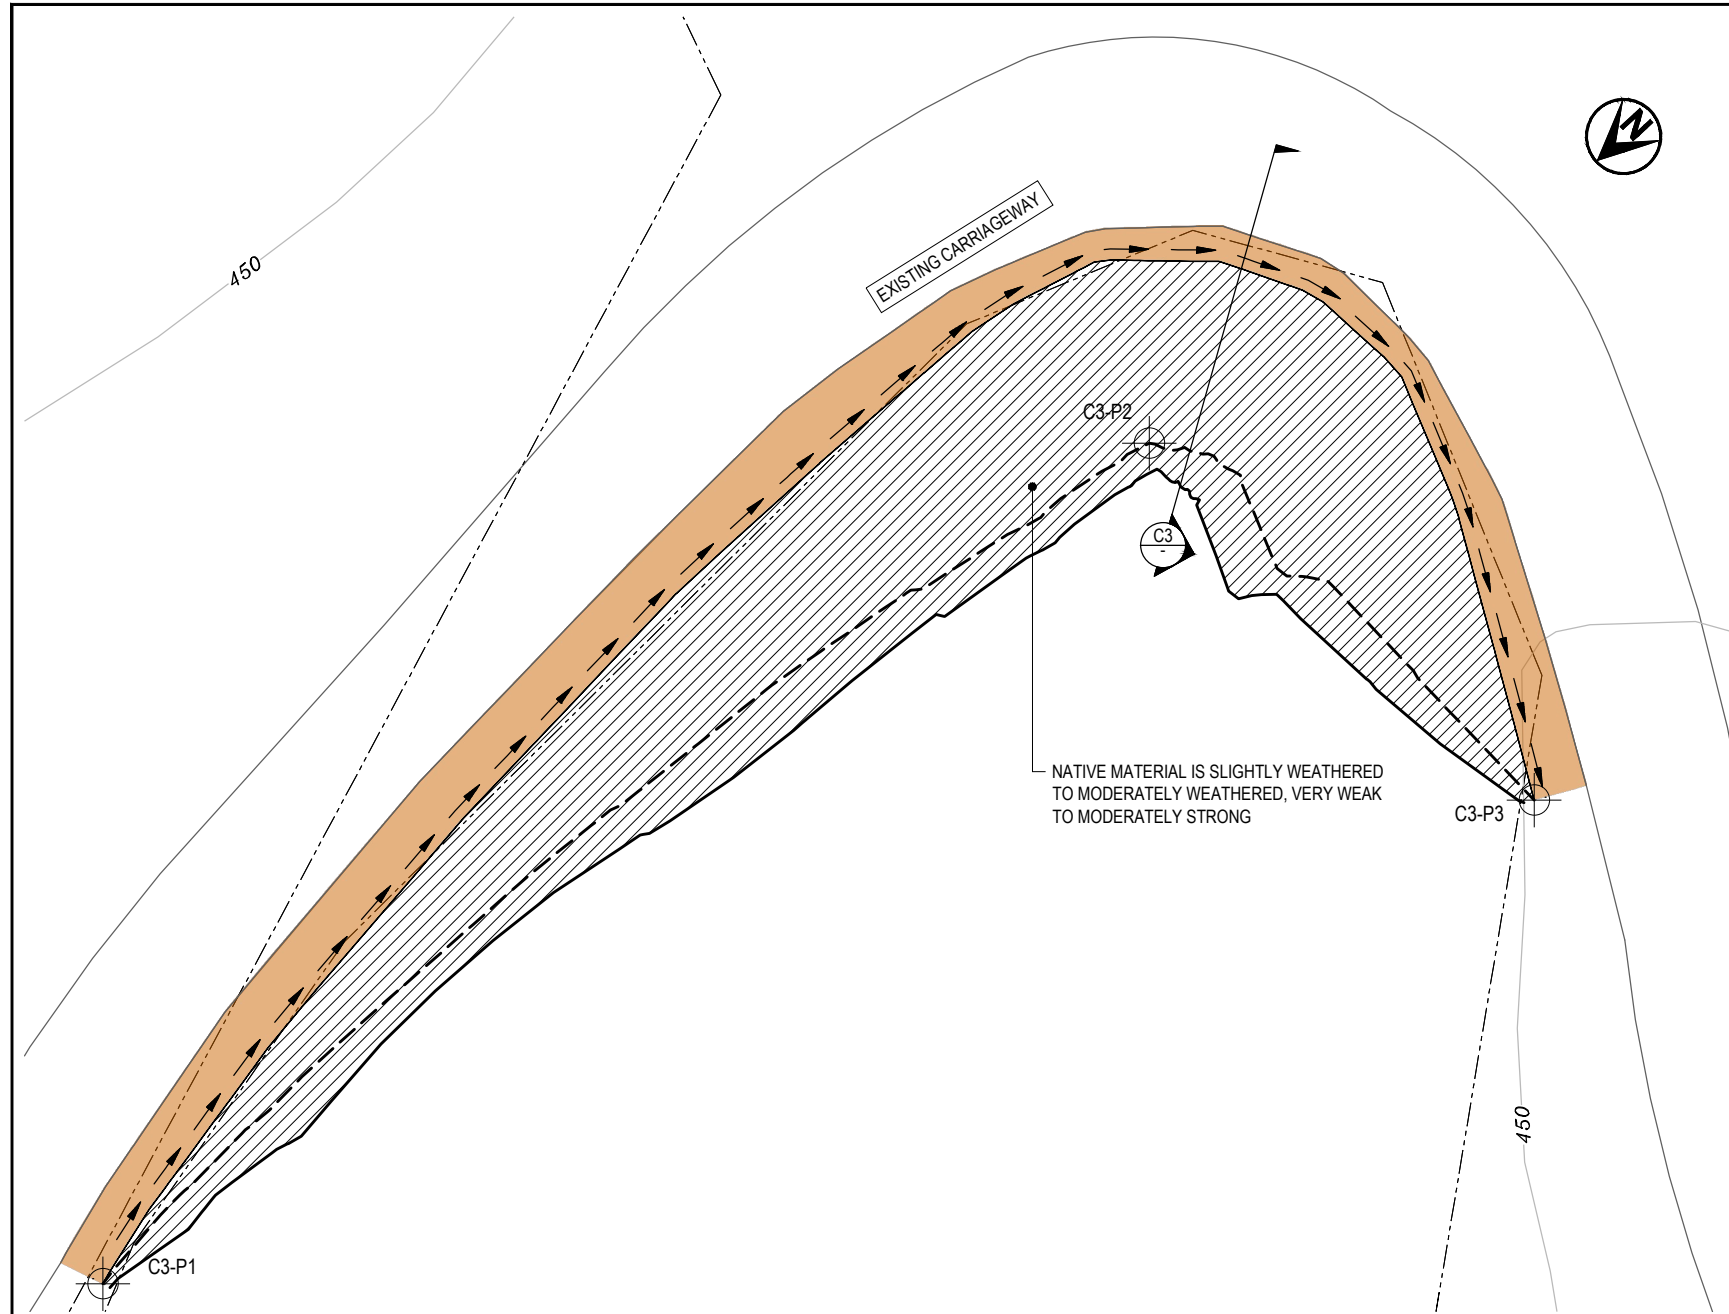 N
450
EXISTING CARRIAGEWAY
C3-P2
C3
-
NATIVE MATERIAL IS SLIGHTLY WEATHERED
TO MODERATELY WEATHERED, VERY WEAK
TO MODERATELY STRONG
C3-P3
450
C3-P1